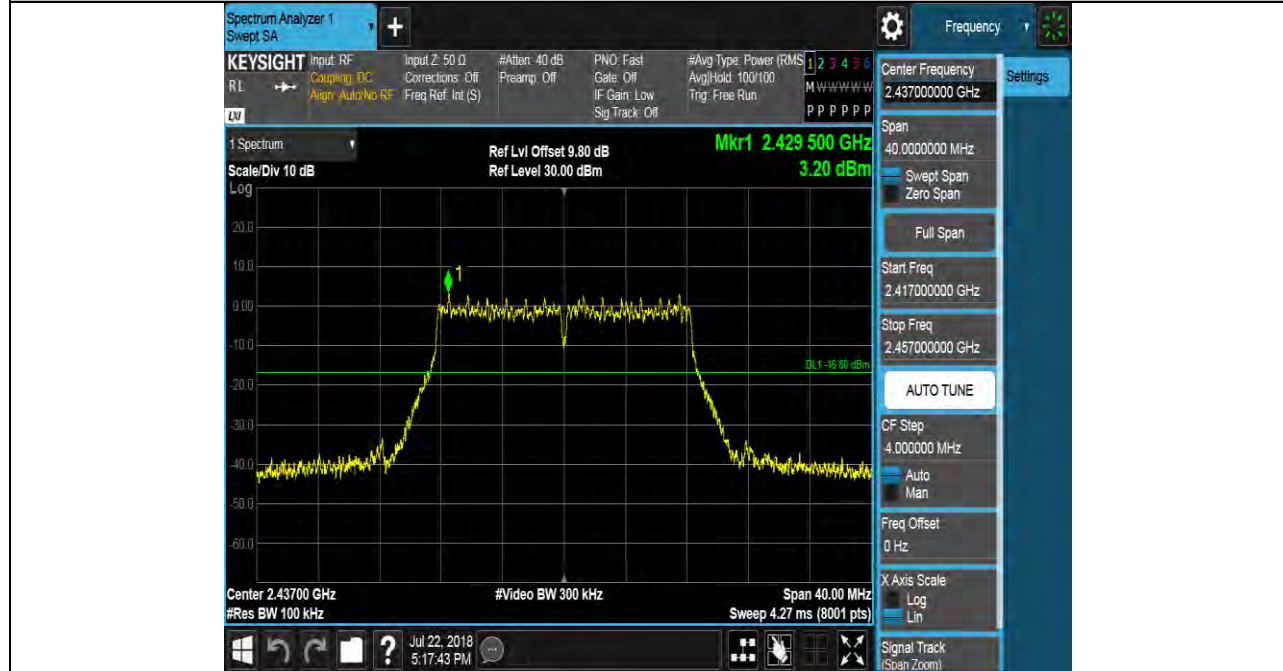 Spectrum Analyzer 1
Swept SA
+
Frequency
KEYSIGHT
RL
LXI
Input: RF
Coupling: DC
Align: Auto/No RF
Input Z: 50 Ω
Corrections: Off
Freq Ref: Int (S)
#Atten: 40 dB
Preamp: Off
PNO: Fast
Gate: Off
IF Gain: Low
Sig Track: Off
#Avg Type: Power (RMS
Avg|Hold: 100/100
Trig: Free Run
1 2 3 4 5 6
M W W W W W
P P P P P P
Center Frequency
2.437000000 GHz
Settings
1 Spectrum
Scale/Div 10 dB
Log
Ref Lvl Offset 9.80 dB
Ref Level 30.00 dBm
Mkr1 2.429 500 GHz
3.20 dBm
20.0
10.0
0.00
-10.0
-20.0
-30.0
-40.0
-50.0
-60.0
1
DL1 -16.80 dBm
Span
40.0000000 MHz
Swept Span
Zero Span
Full Span
Start Freq
2.417000000 GHz
Stop Freq
2.457000000 GHz
AUTO TUNE
CF Step
4.000000 MHz
Auto
Man
Freq Offset
0 Hz
X Axis Scale
Log
Lin
Signal Track
(Span Zoom)
Center 2.43700 GHz
#Res BW 100 kHz
#Video BW 300 kHz
Span 40.00 MHz
Sweep 4.27 ms (8001 pts)
?
Jul 22, 2018
5:17:43 PM